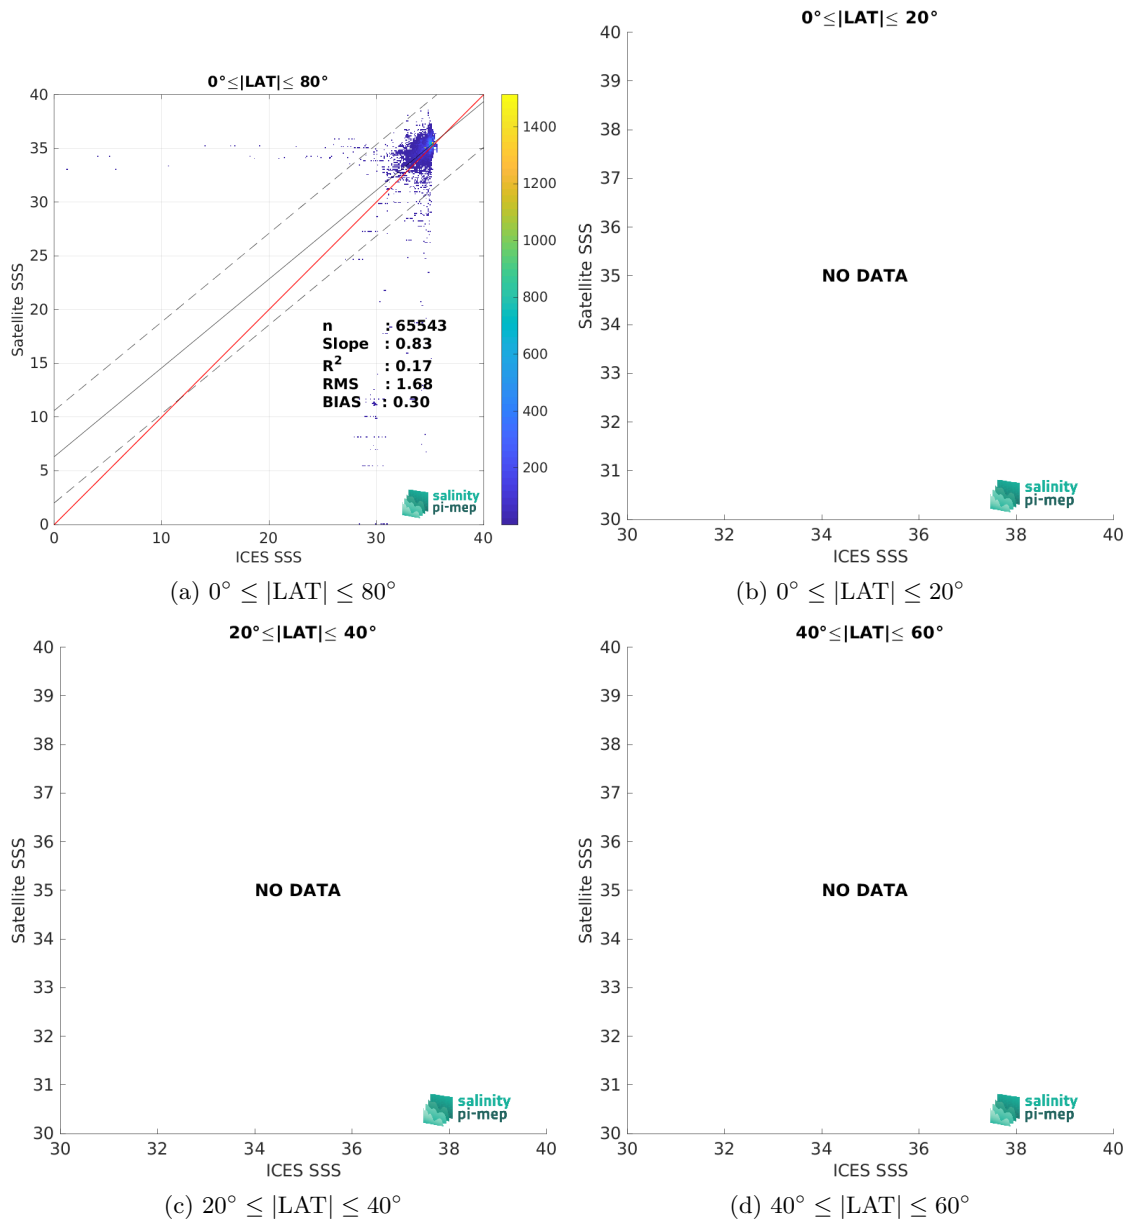 0°≤|LAT|≤ 80°
40
35
30
25
20
15
10
5
0
Satellite SSS
0
10
20
30
40
ICES SSS
n : 65543
Slope : 0.83
R² : 0.17
RMS : 1.68
BIAS : 0.30
salinity
pi-mep
1400
1200
1000
800
600
400
200
(a) 0° ≤ |LAT| ≤ 80°
0°≤|LAT|≤ 20°
40
39
38
37
36
35
34
33
32
31
30
Satellite SSS
NO DATA
salinity
pi-mep
30
32
34
36
38
40
ICES SSS
(b) 0° ≤ |LAT| ≤ 20°
20°≤|LAT|≤ 40°
40
39
38
37
36
35
34
33
32
31
30
Satellite SSS
NO DATA
salinity
pi-mep
30
32
34
36
38
40
ICES SSS
(c) 20° ≤ |LAT| ≤ 40°
40°≤|LAT|≤ 60°
40
39
38
37
36
35
34
33
32
31
30
Satellite SSS
NO DATA
salinity
pi-mep
30
32
34
36
38
40
ICES SSS
(d) 40° ≤ |LAT| ≤ 60°